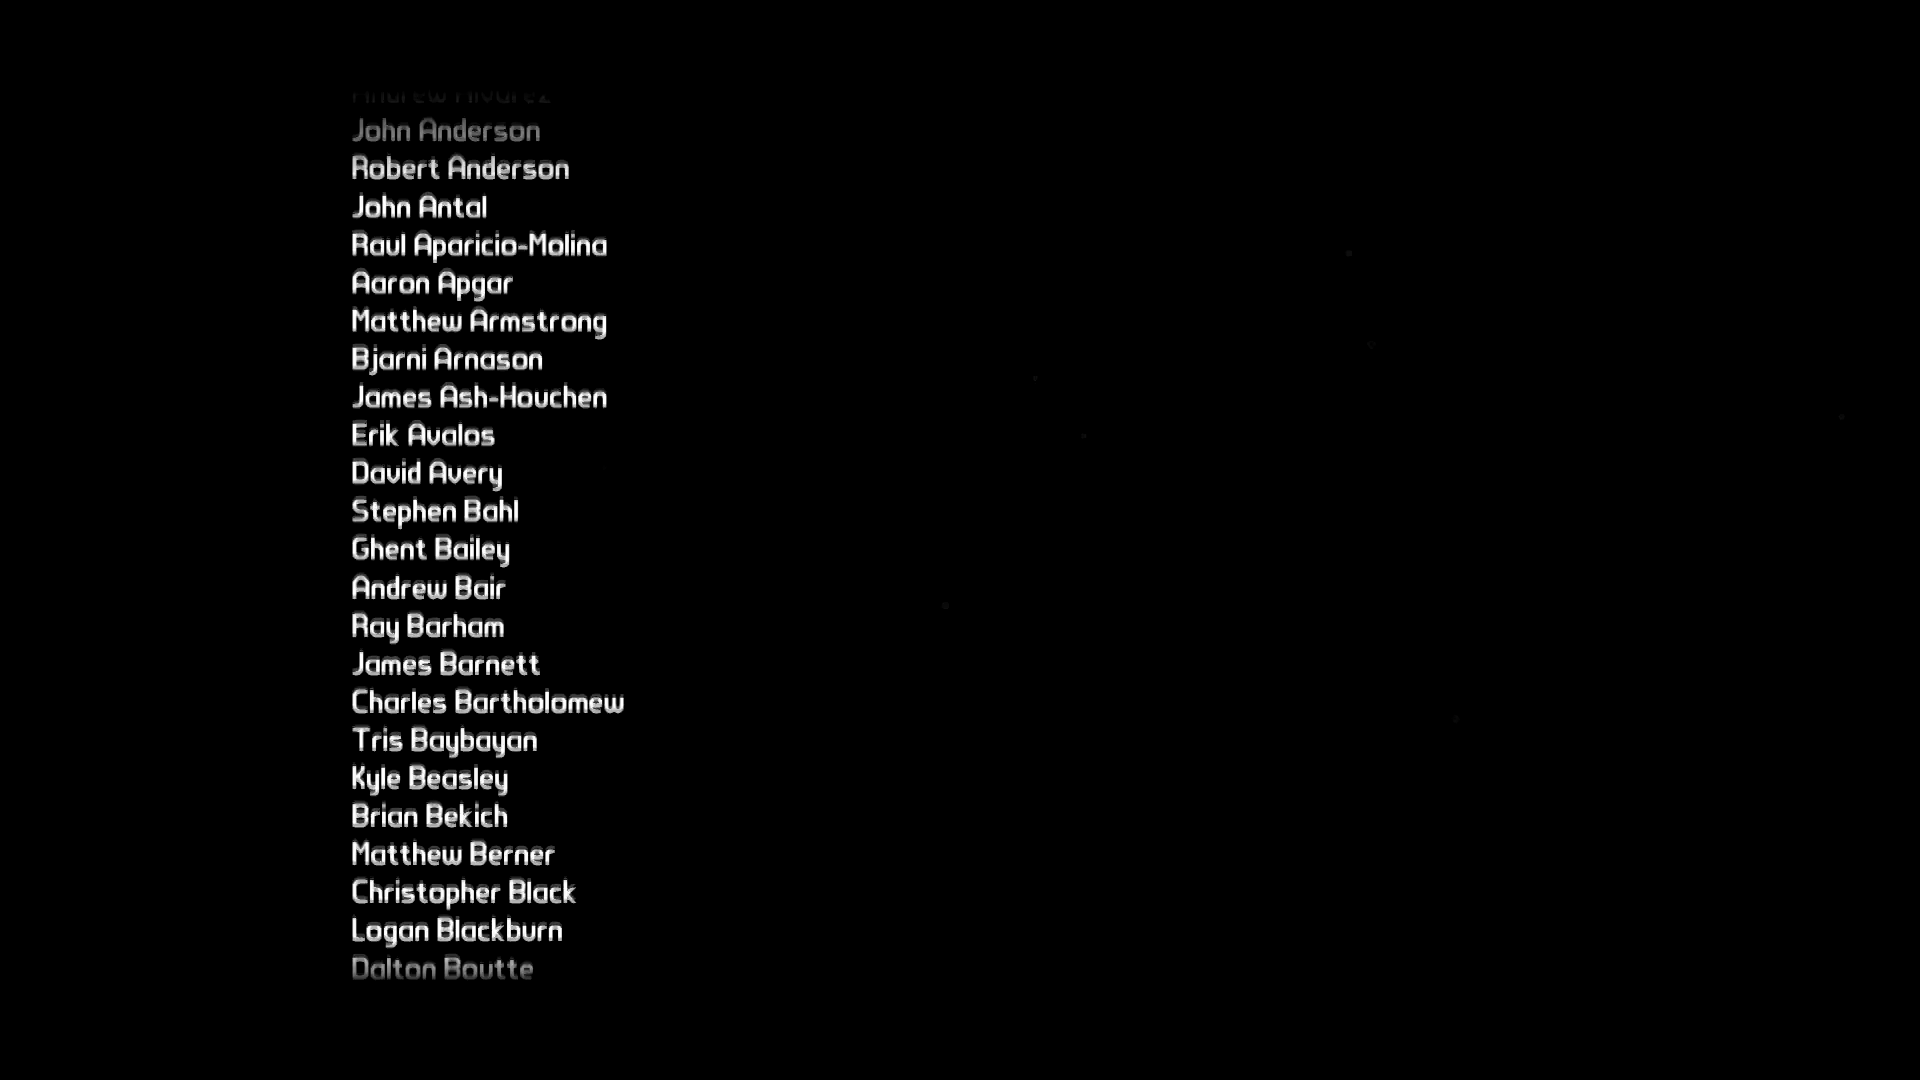 Andrew Alvarez
John Anderson
Robert Anderson
John Antal
Raul Aparicio-Molina
Aaron Apgar
Matthew Armstrong
Bjarni Arnason
James Ash-Houchen
Erik Avalos
David Avery
Stephen Bahl
Ghent Bailey
Andrew Bair
Ray Barham
James Barnett
Charles Bartholomew
Tris Baybayan
Kyle Beasley
Brian Bekich
Matthew Berner
Christopher Black
Logan Blackburn
Dalton Boutte